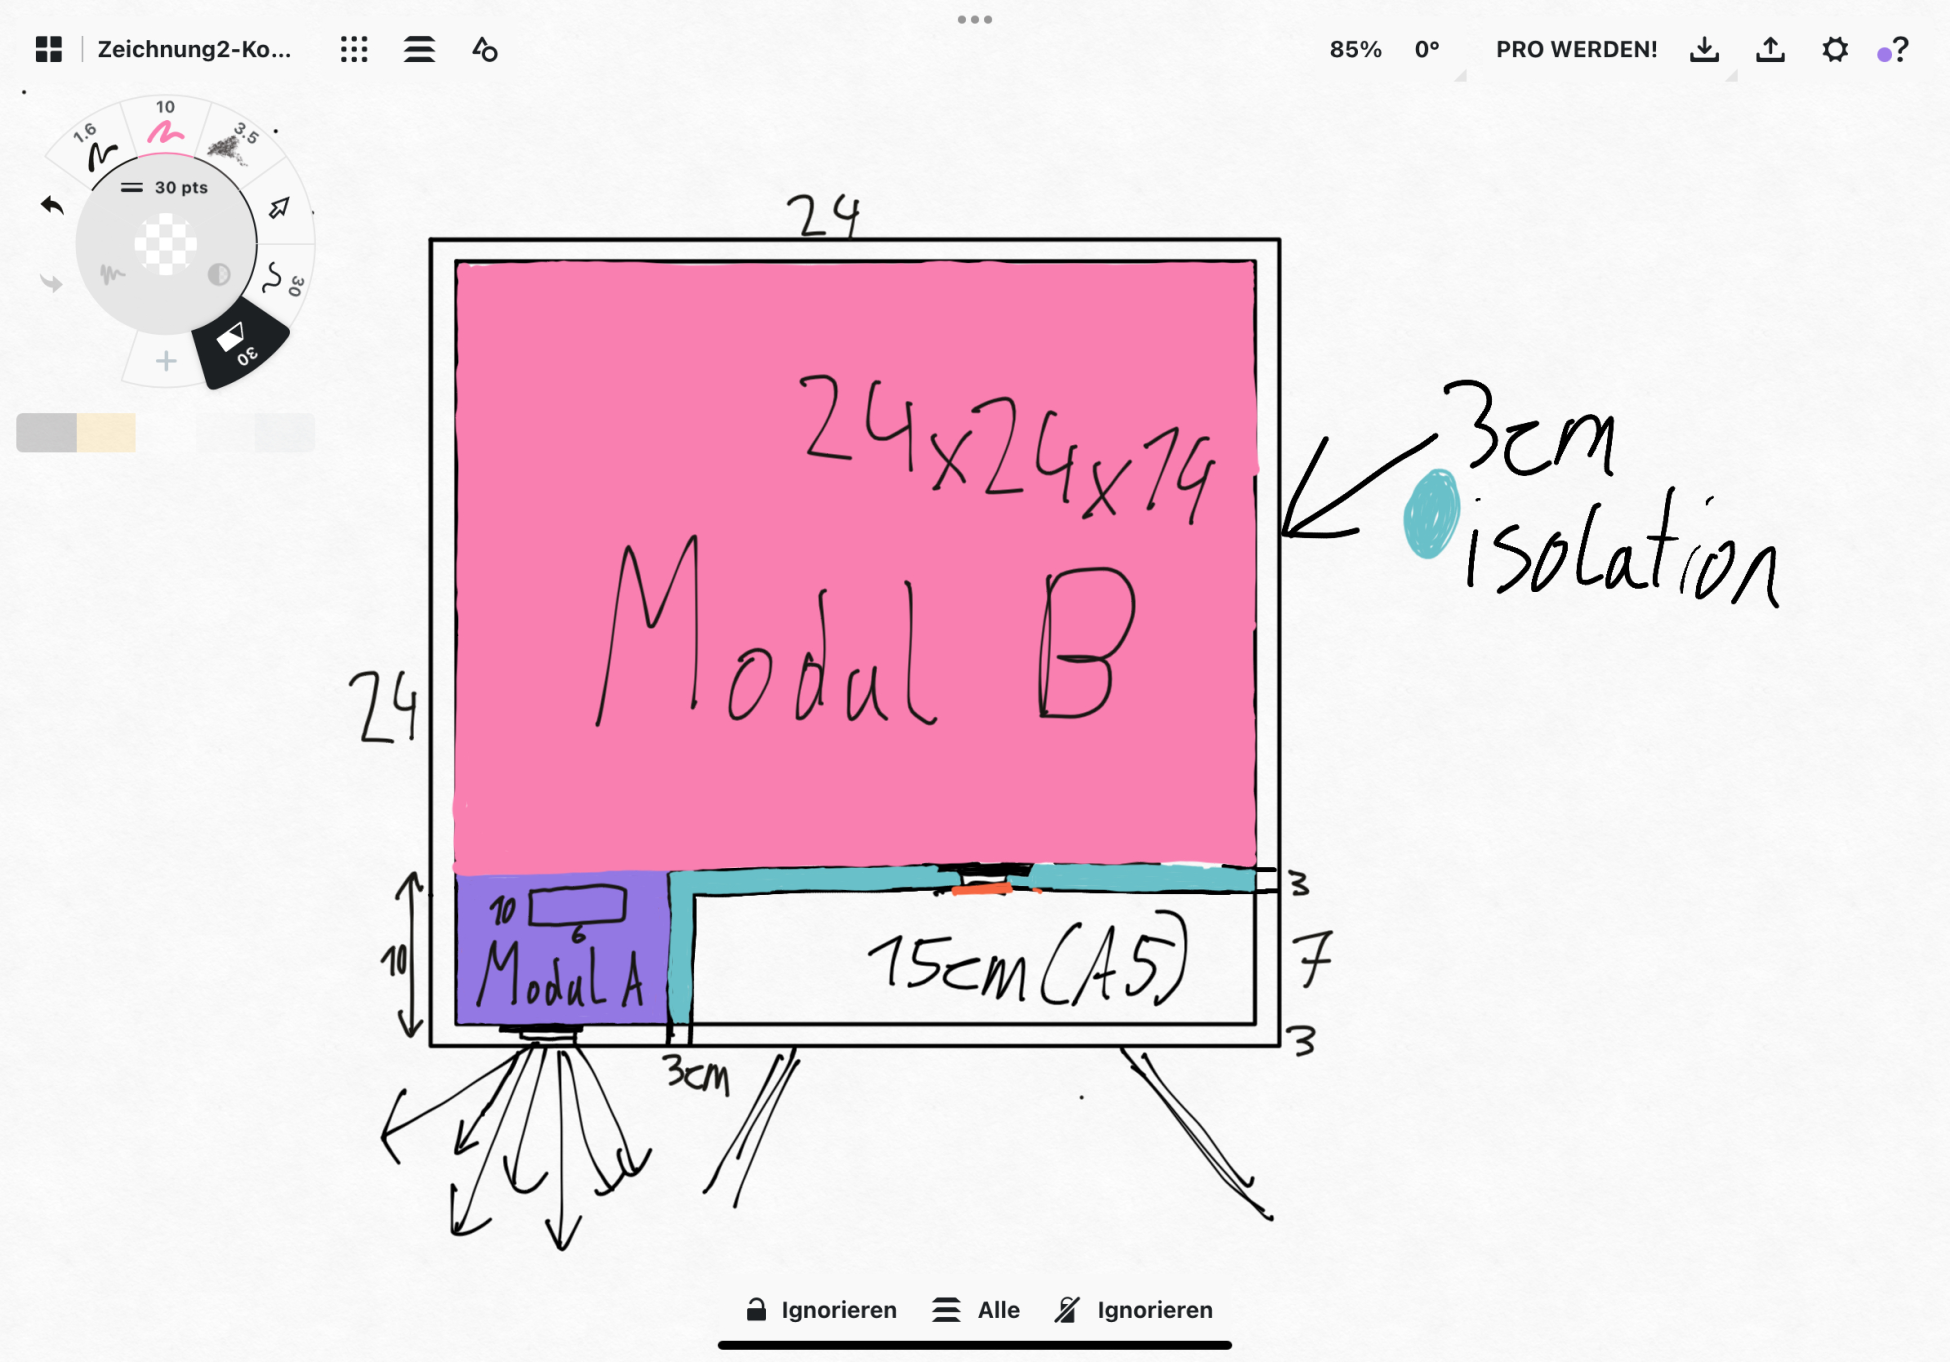 Zeichnung2-Ko...
85%
0°
PRO WERDEN!
?
10
1.6
3.5
30 pts
30
30
24
24x24x14
3cm
isolation
Modul B
24
3
10
6
10
Modul A
15cm (A5)
7
3
3cm
Ignorieren
Alle
Ignorieren